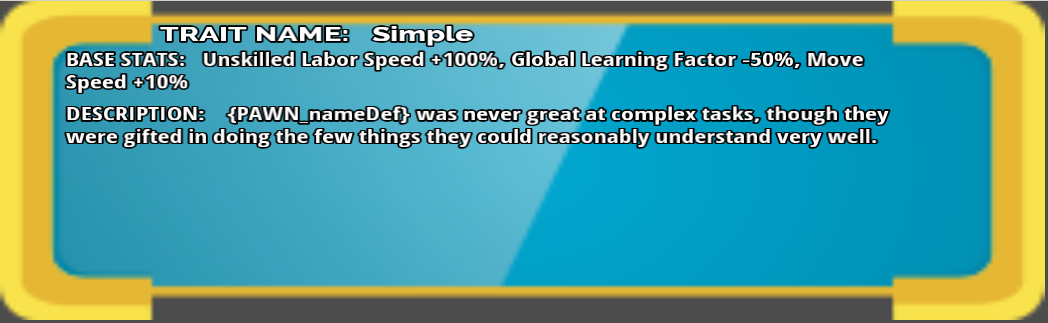 TRAIT NAME: Simple
BASE STATS: Unskilled Labor Speed +100%, Global Learning Factor -50%, Move
Speed +10%
DESCRIPTION: {PAWN_nameDef} was never great at complex tasks, though they
were gifted in doing the few things they could reasonably understand very well.